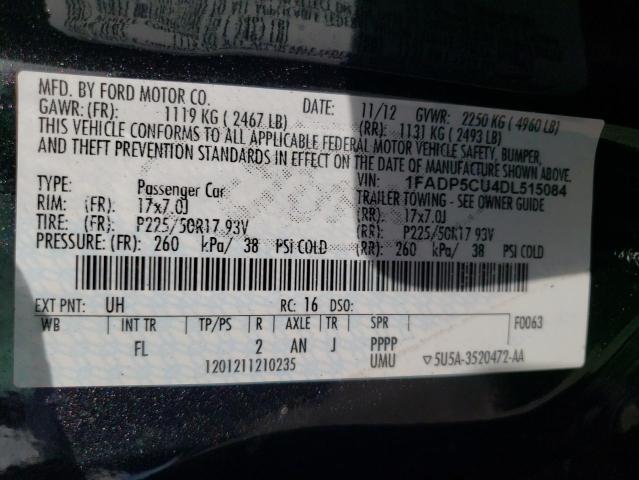 MFD. BY FORD MOTOR CO.
DATE: 11/12 GVWR: 2250 KG ( 4960 LB)
GAWR: (FR): 1119 KG ( 2467 LB) (RR): 1131 KG ( 2493 LB)
THIS VEHICLE CONFORMS TO ALL APPLICABLE FEDERAL MOTOR VEHICLE SAFETY, BUMPER,
AND THEFT PREVENTION STANDARDS IN EFFECT ON THE DATE OF MANUFACTURE SHOWN ABOVE.
VIN: 1FADP5CU4DL515084
TYPE: Passenger Car TRAILER TOWING - SEE OWNER GUIDE
RIM: (FR): 17x7.0J (RR): 17x7.0J
TIRE: (FR): P225/50R17 93V (RR): P225/50R17 93V
PRESSURE: (FR): 260 kPa/ 38 PSI COLD (RR): 260 kPa/ 38 PSI COLD
EXT PNT: UH RC: 16 DSO: F0063
WB INT TR TP/PS R AXLE TR SPR
FL 2 AN J PPPP
1201211210235 UMU 5U5A-3520472-AA